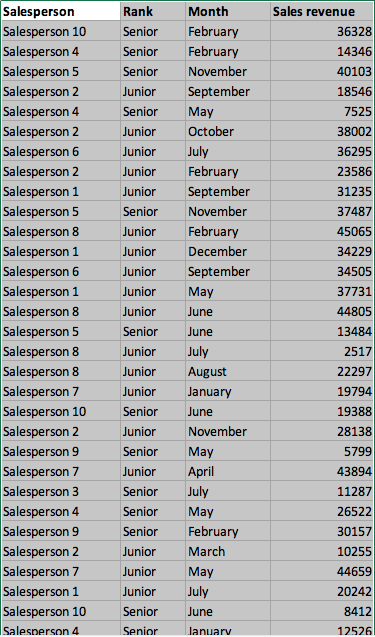 Salesperson Rank Month Sales revenue
Salesperson 10 Senior February 36328
Salesperson 4 Senior February 14346
Salesperson 5 Senior November 40103
Salesperson 2 Junior September 18546
Salesperson 4 Senior May 7525
Salesperson 2 Junior October 38002
Salesperson 6 Junior July 36295
Salesperson 2 Junior February 23586
Salesperson 1 Junior September 31235
Salesperson 5 Senior November 37487
Salesperson 8 Junior February 45065
Salesperson 1 Junior December 34229
Salesperson 6 Junior September 34505
Salesperson 1 Junior May 37731
Salesperson 8 Junior June 44805
Salesperson 5 Senior June 13484
Salesperson 8 Junior July 2517
Salesperson 8 Junior August 22297
Salesperson 7 Junior January 19794
Salesperson 10 Senior June 19388
Salesperson 2 Junior November 28138
Salesperson 9 Senior May 5799
Salesperson 7 Junior April 43894
Salesperson 3 Senior July 11287
Salesperson 4 Senior May 26522
Salesperson 9 Senior February 30157
Salesperson 2 Junior March 10255
Salesperson 7 Junior May 44659
Salesperson 1 Junior July 20242
Salesperson 10 Senior June 8412
Salesperson 4 Senior January 12526